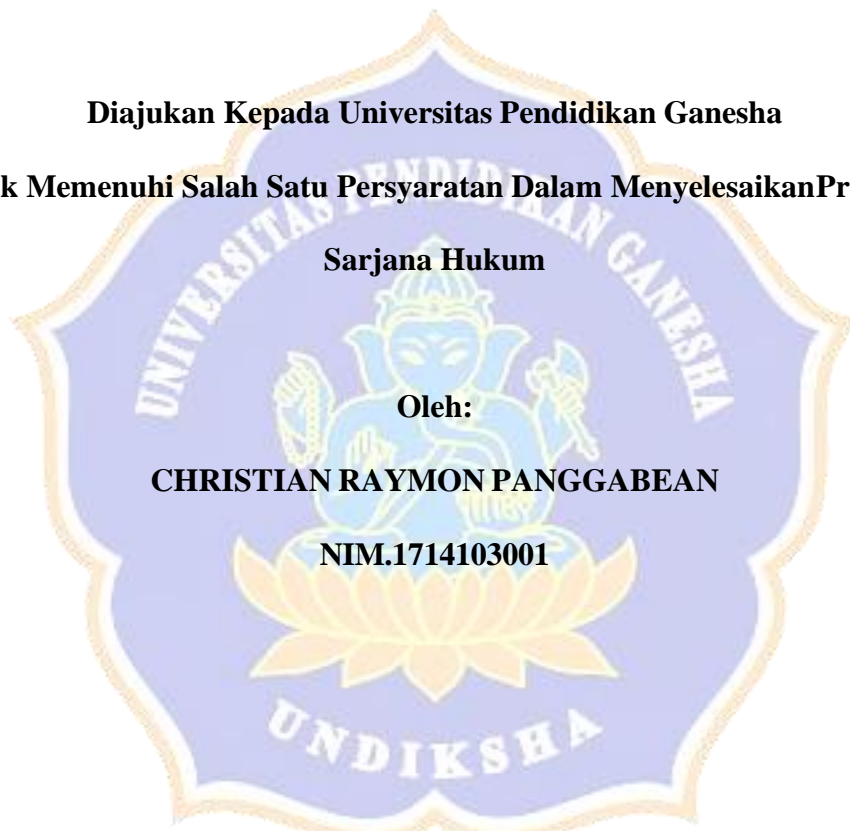 Diajukan Kepada Universitas Pendidikan Ganesha
k Memenuhi Salah Satu Persyaratan Dalam MenyelesaikanPr
Sarjana Hukum
UNIVERSITAS PENDIDIKAN GANESHA
Oleh:
CHRISTIAN RAYMON PANGGABEAN
NIM.1714103001
UNDIKSHA